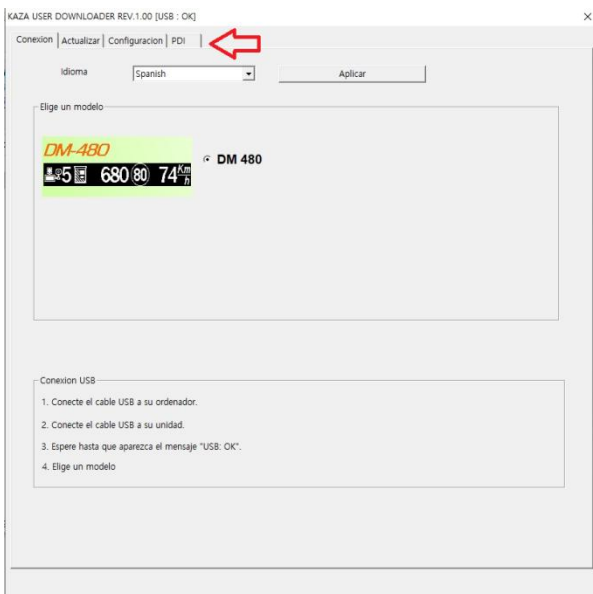 KAZA USER DOWNLOADER REV.1.00 [USB : OK]
Conexion Actualizar Configuracion PDI
Idioma Spanish Aplicar
Elige un modelo
DM-480
5 680 80 74 Km/h
DM 480
Conexion USB
1. Conecte el cable USB a su ordenador.
2. Conecte el cable USB a su unidad.
3. Espere hasta que aparezca el mensaje "USB: OK".
4. Elige un modelo